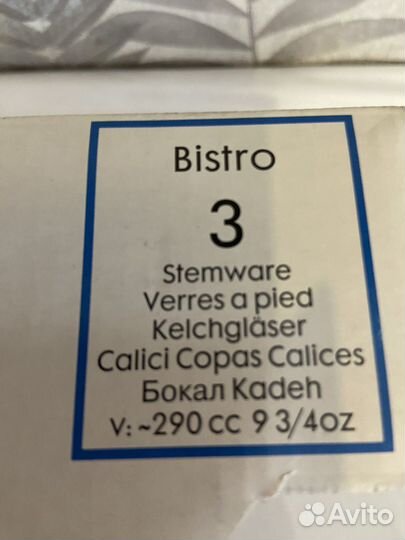 Bistro
3
Stemware
Verres a pied
Kelchgläser
Calici Copas Calices
Бокал Kadeh
V: ~290 cc 9 3/4oz
Avito